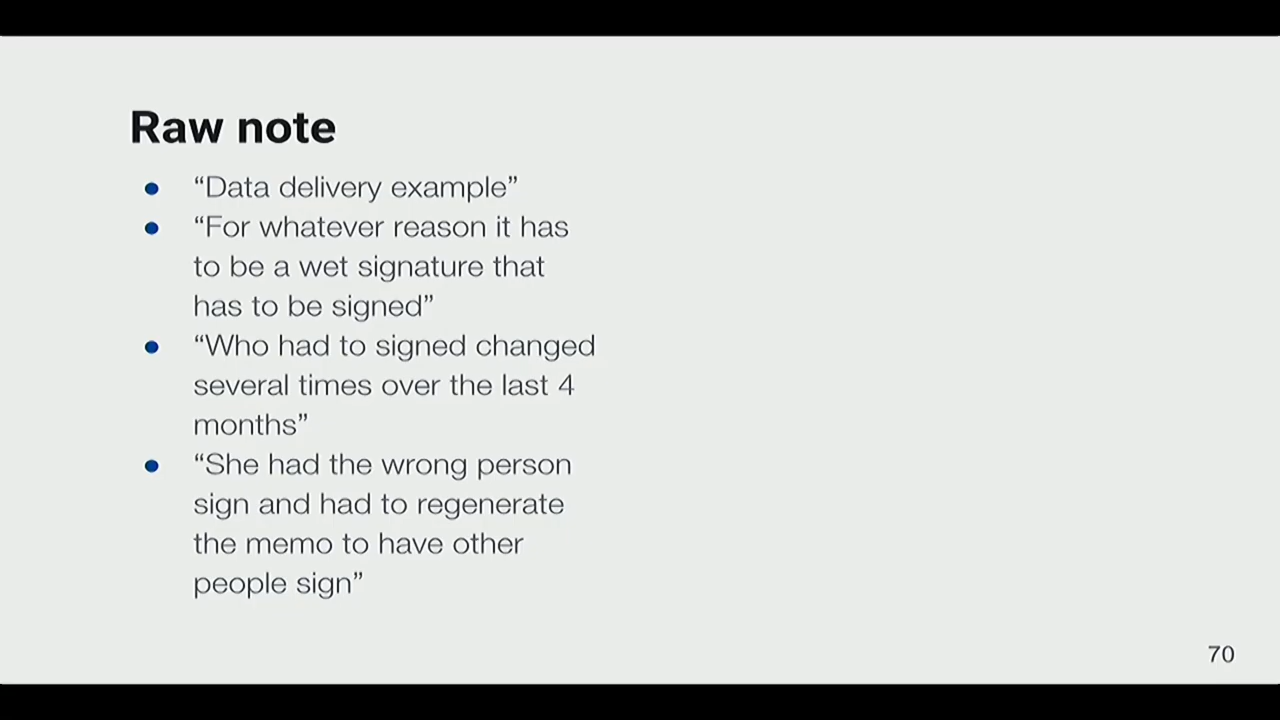 Raw note
● “Data delivery example”
● “For whatever reason it has
to be a wet signature that
has to be signed”
● “Who had to signed changed
several times over the last 4
months”
● “She had the wrong person
sign and had to regenerate
the memo to have other
people sign”
70